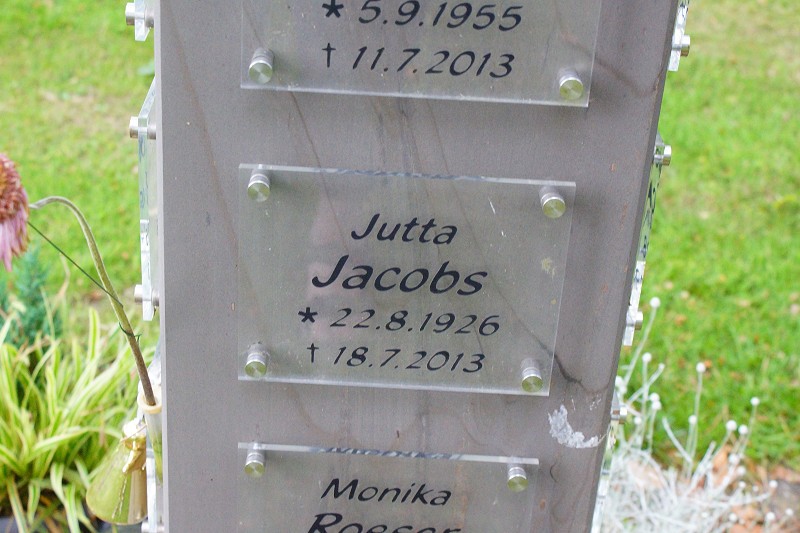 * 5.9.1955
† 11.7.2013
Jutta
Jacobs
* 22.8.1926
† 18.7.2013
Monika